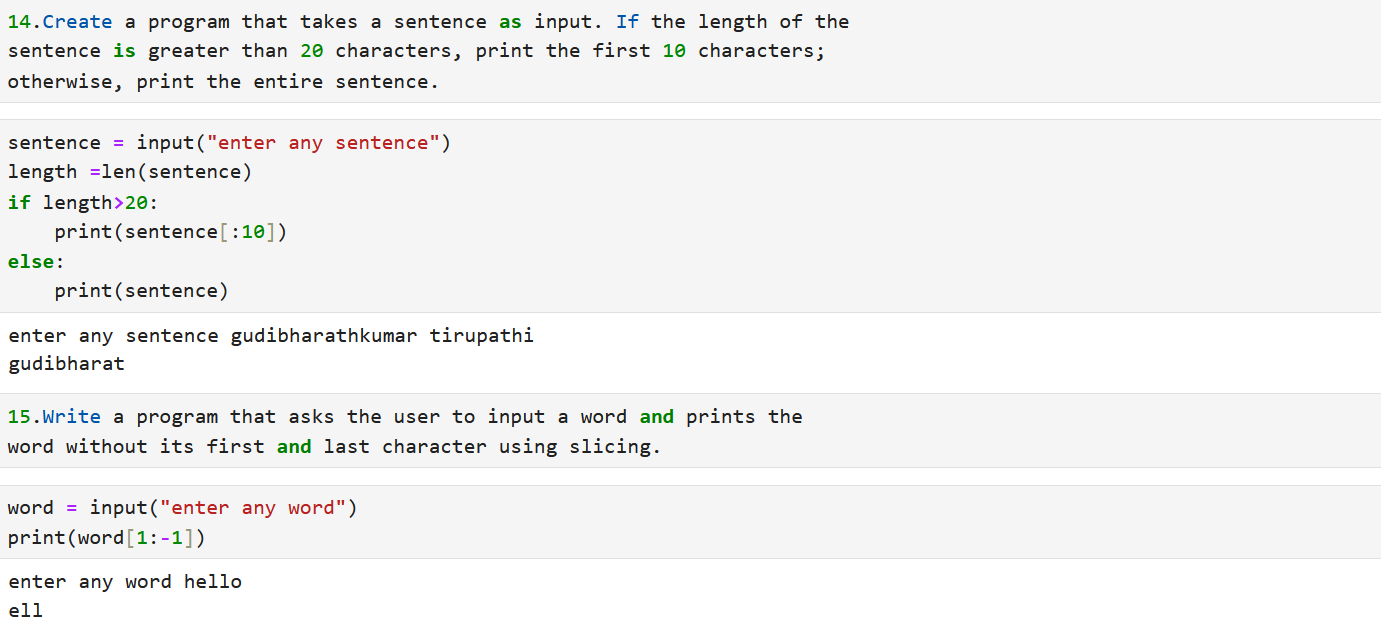 14.Create a program that takes a sentence as input. If the length of the
sentence is greater than 20 characters, print the first 10 characters;
otherwise, print the entire sentence.
sentence = input("enter any sentence")
length =len(sentence)
if length>20:
    print(sentence[:10])
else:
    print(sentence)
enter any sentence gudibharathkumar tirupathi
gudibharat
15.Write a program that asks the user to input a word and prints the
word without its first and last character using slicing.
word = input("enter any word")
print(word[1:-1])
enter any word hello
ell